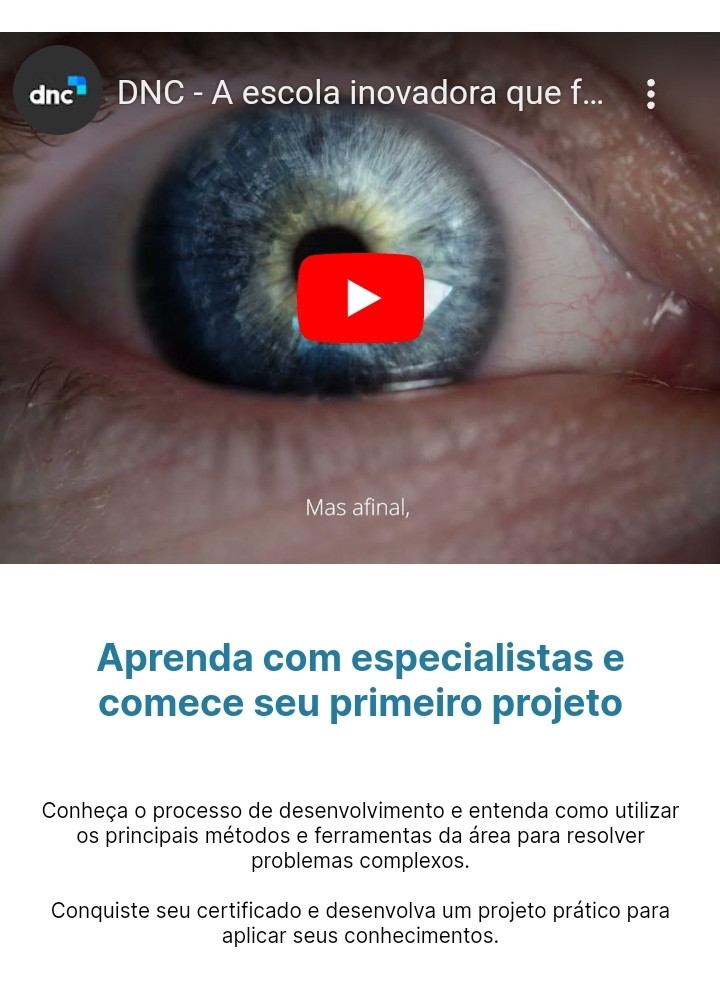 dnc
DNC - A escola inovadora que f...
Mas afinal,
Aprenda com especialistas e
comece seu primeiro projeto
Conheça o processo de desenvolvimento e entenda como utilizar
os principais métodos e ferramentas da área para resolver
problemas complexos.
Conquiste seu certificado e desenvolva um projeto prático para
aplicar seus conhecimentos.